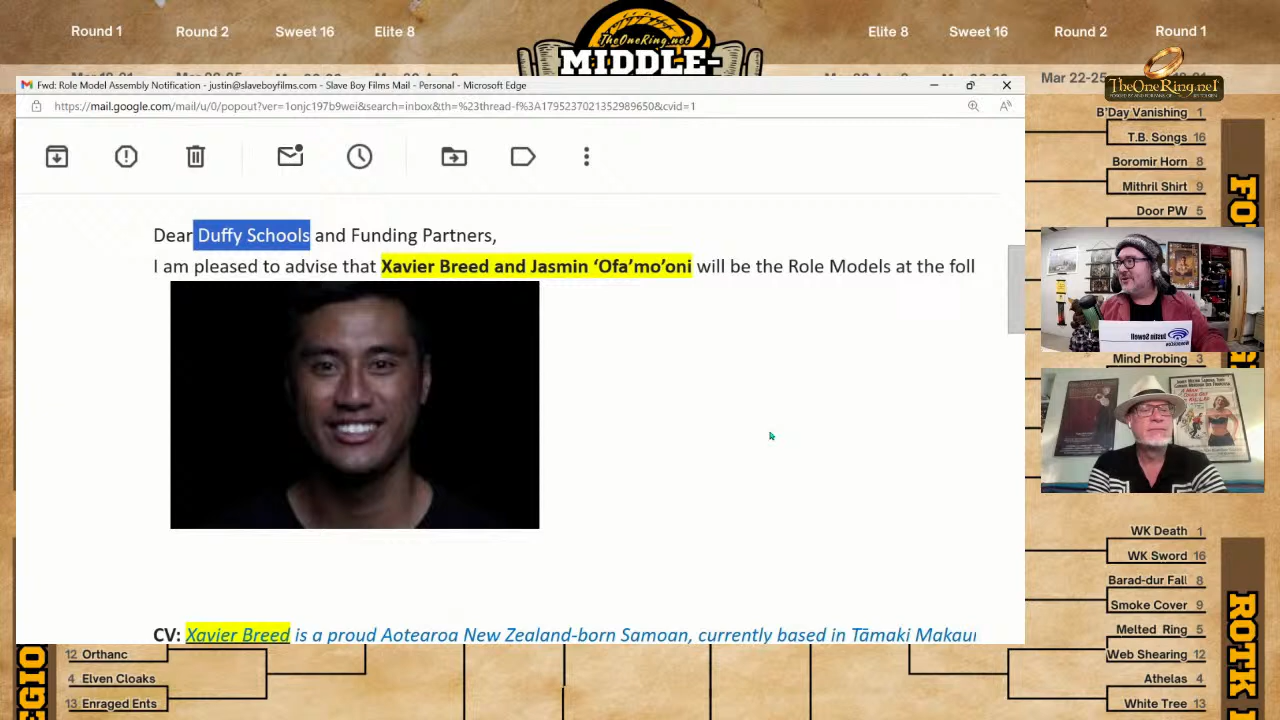 Round 1
Round 2
Sweet 16
Elite 8
TheOneRing.net
MIDDLE-
Elite 8
Sweet 16
Round 2
Round 1
Mar 22-25
TheOneRing.net
Fwd: Role Model Assembly Notification - justin@slaveboyfilms.com - Slave Boy Films Mail - Personal - Microsoft Edge
https://mail.google.com/mail/u/0/popout?ver=1onjc197b9wei&search=inbox&th=%23thread-f%3A1795237021352989650&cvid=1
Dear Duffy Schools and Funding Partners,
I am pleased to advise that Xavier Breed and Jasmin ‘Ofa’mo’oni will be the Role Models at the foll
CV: Xavier Breed is a proud Aotearoa New Zealand-born Samoan, currently based in Tāmaki Makaur
B'Day Vanishing 1
T.B. Songs 16
Boromir Horn 8
Mithril Shirt 9
Door PW 5
Justin Sewell
Mind Probing 3
WK Death 1
WK Sword 16
Barad-dur Fall 8
Smoke Cover 9
Melted Ring 5
Web Shearing 12
Athelas 4
White Tree 13
ROTK
12 Orthanc
4 Elven Cloaks
13 Enraged Ents